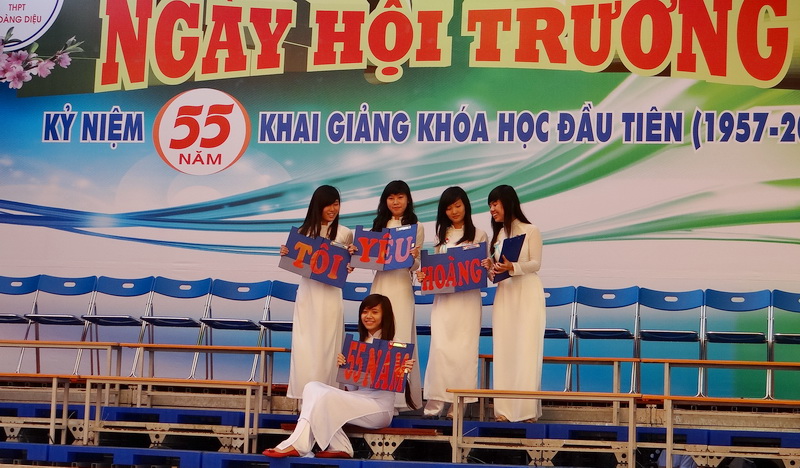 THPT
HOÀNG DIỆU
NGÀY HỘI TRƯỜNG
KỶ NIỆM 55 NĂM KHAI GIẢNG KHÓA HỌC ĐẦU TIÊN (1957-20
TÔI YÊU HOÀNG
55 NĂM